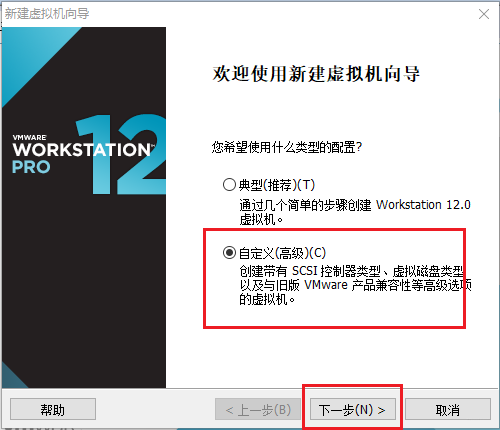 新建虚拟机向导
VMWARE
WORKSTATION™
PRO
12
欢迎使用新建虚拟机向导
您希望使用什么类型的配置?
典型(推荐)(T)
通过几个简单的步骤创建 Workstation 12.0
虚拟机。
自定义(高级)(C)
创建带有 SCSI 控制器类型、虚拟磁盘类型
以及与旧版 VMware 产品兼容性等高级选项
的虚拟机。
帮助
< 上一步(B)
下一步(N) >
取消